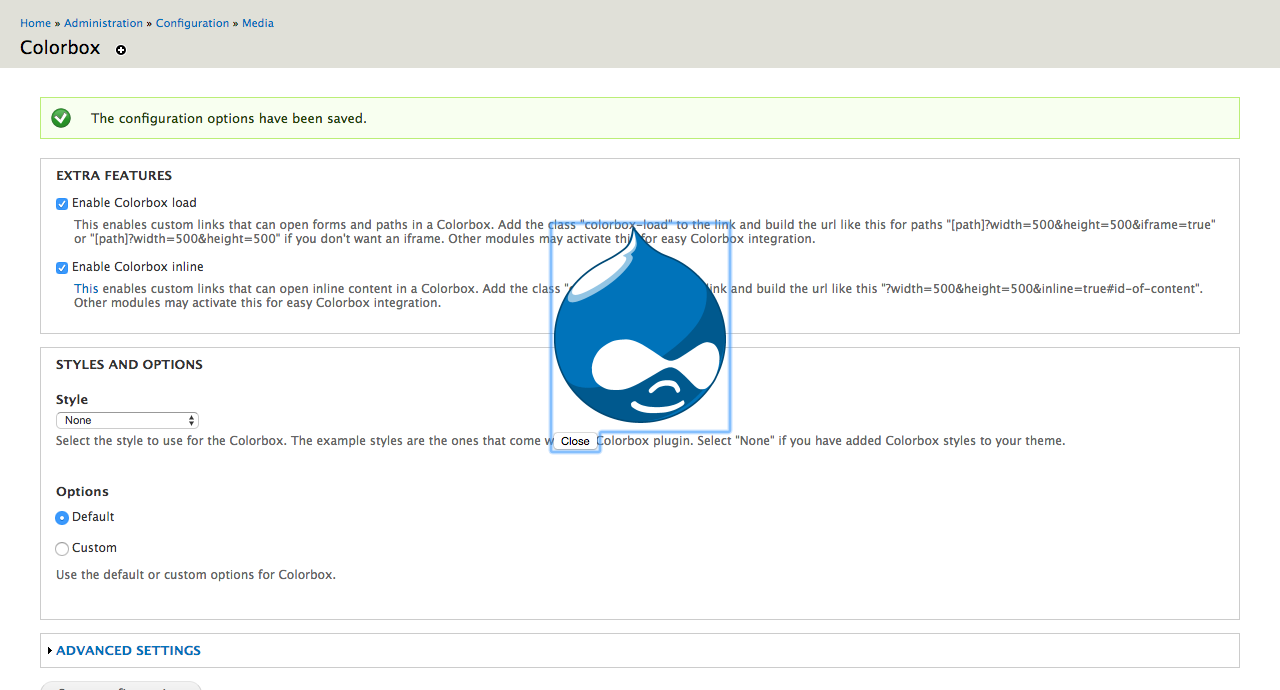 Home » Administration » Configuration » Media
Colorbox
The configuration options have been saved.
EXTRA FEATURES
Enable Colorbox load
This enables custom links that can open forms and paths in a Colorbox. Add the class "colorbox-load" to the link and build the url like this for paths "[path]?width=500&height=500&iframe=true"
or "[path]?width=500&height=500" if you don't want an iframe. Other modules may activate this for easy Colorbox integration.
Enable Colorbox inline
This enables custom links that can open inline content in a Colorbox. Add the class link and build the url like this "?width=500&height=500&inline=true#id-of-content".
Other modules may activate this for easy Colorbox integration.
STYLES AND OPTIONS
Style
None
Select the style to use for the Colorbox. The example styles are the ones that come Colorbox plugin. Select "None" if you have added Colorbox styles to your theme.
Close
Options
Default
Custom
Use the default or custom options for Colorbox.
ADVANCED SETTINGS